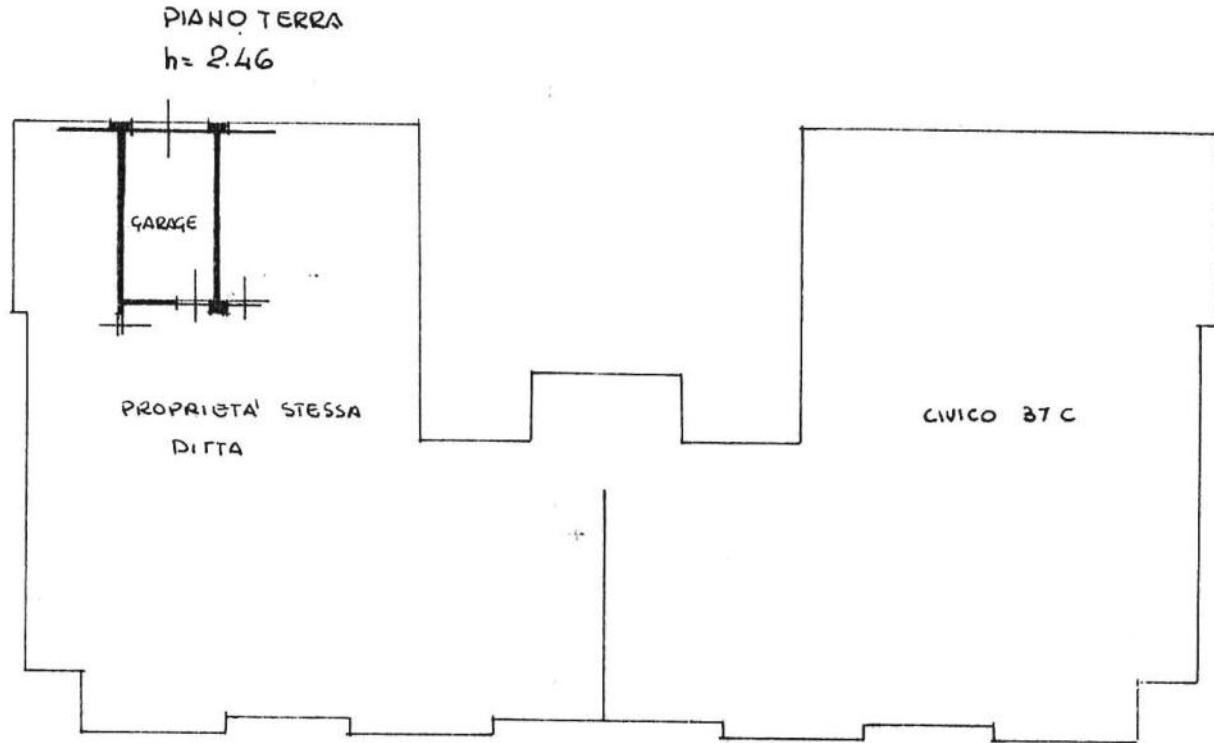 PIANO TERRA
h= 2.46
GARAGE
PROPRIETA' STESSA
DITTA
CIVICO 37 C